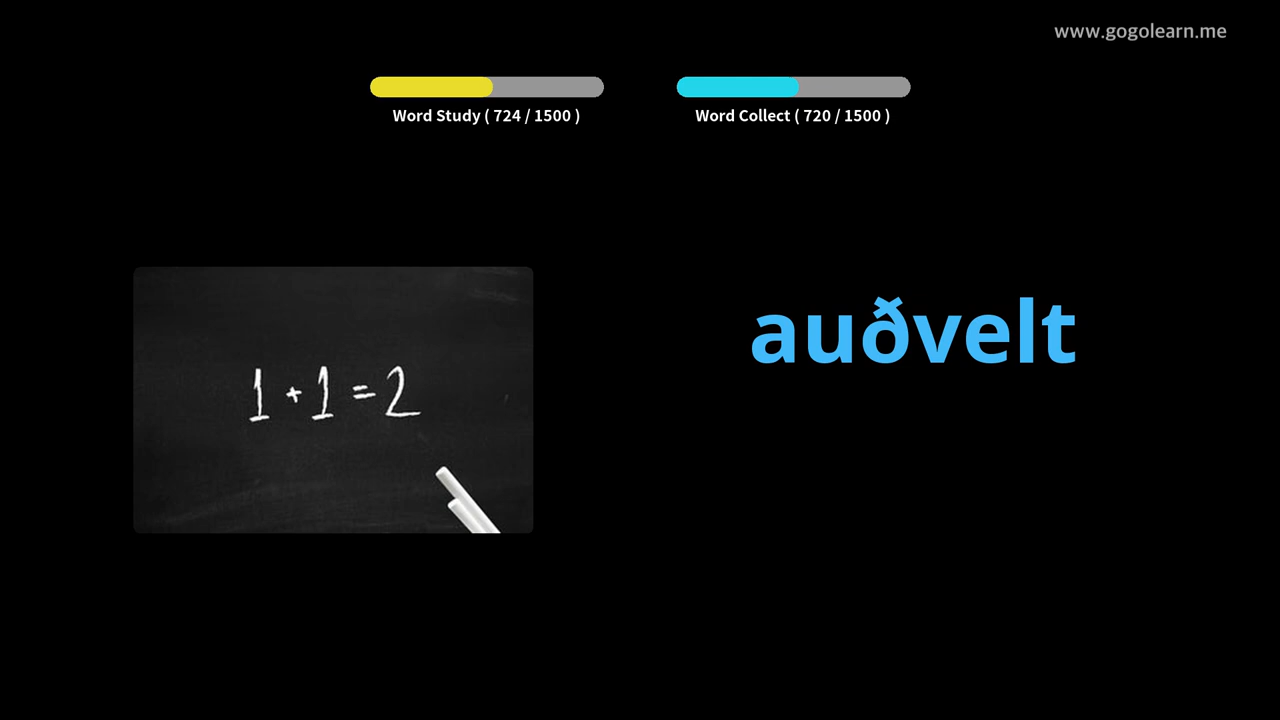 www.gogolearn.me
Word Study ( 724 / 1500 )
Word Collect ( 720 / 1500 )
auðvelt
1 + 1 = 2